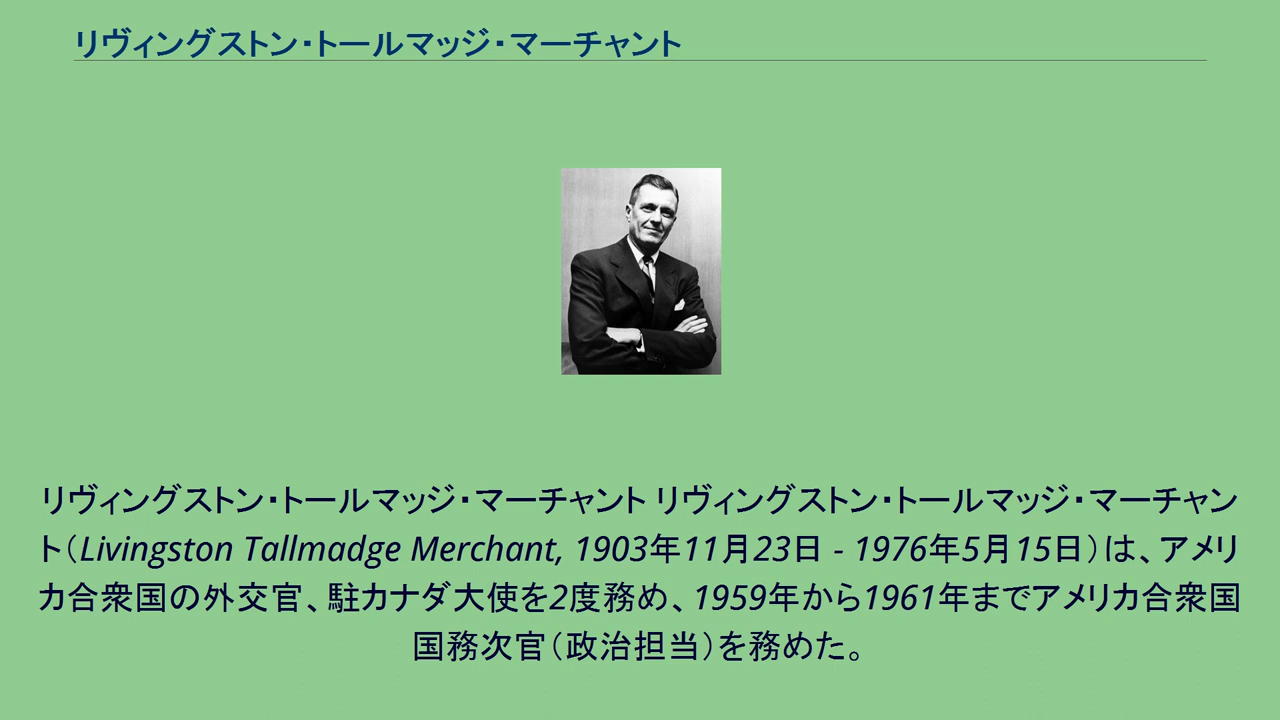 リヴィングストン・トールマッジ・マーチャント
リヴィングストン・トールマッジ・マーチャント リヴィングストン・トールマッジ・マーチャン
ト（Livingston Tallmadge Merchant, 1903年11月23日 - 1976年5月15日）は、アメリ
カ合衆国の外交官、駐カナダ大使を2度務め、1959年から1961年までアメリカ合衆国
国務次官（政治担当）を務めた。